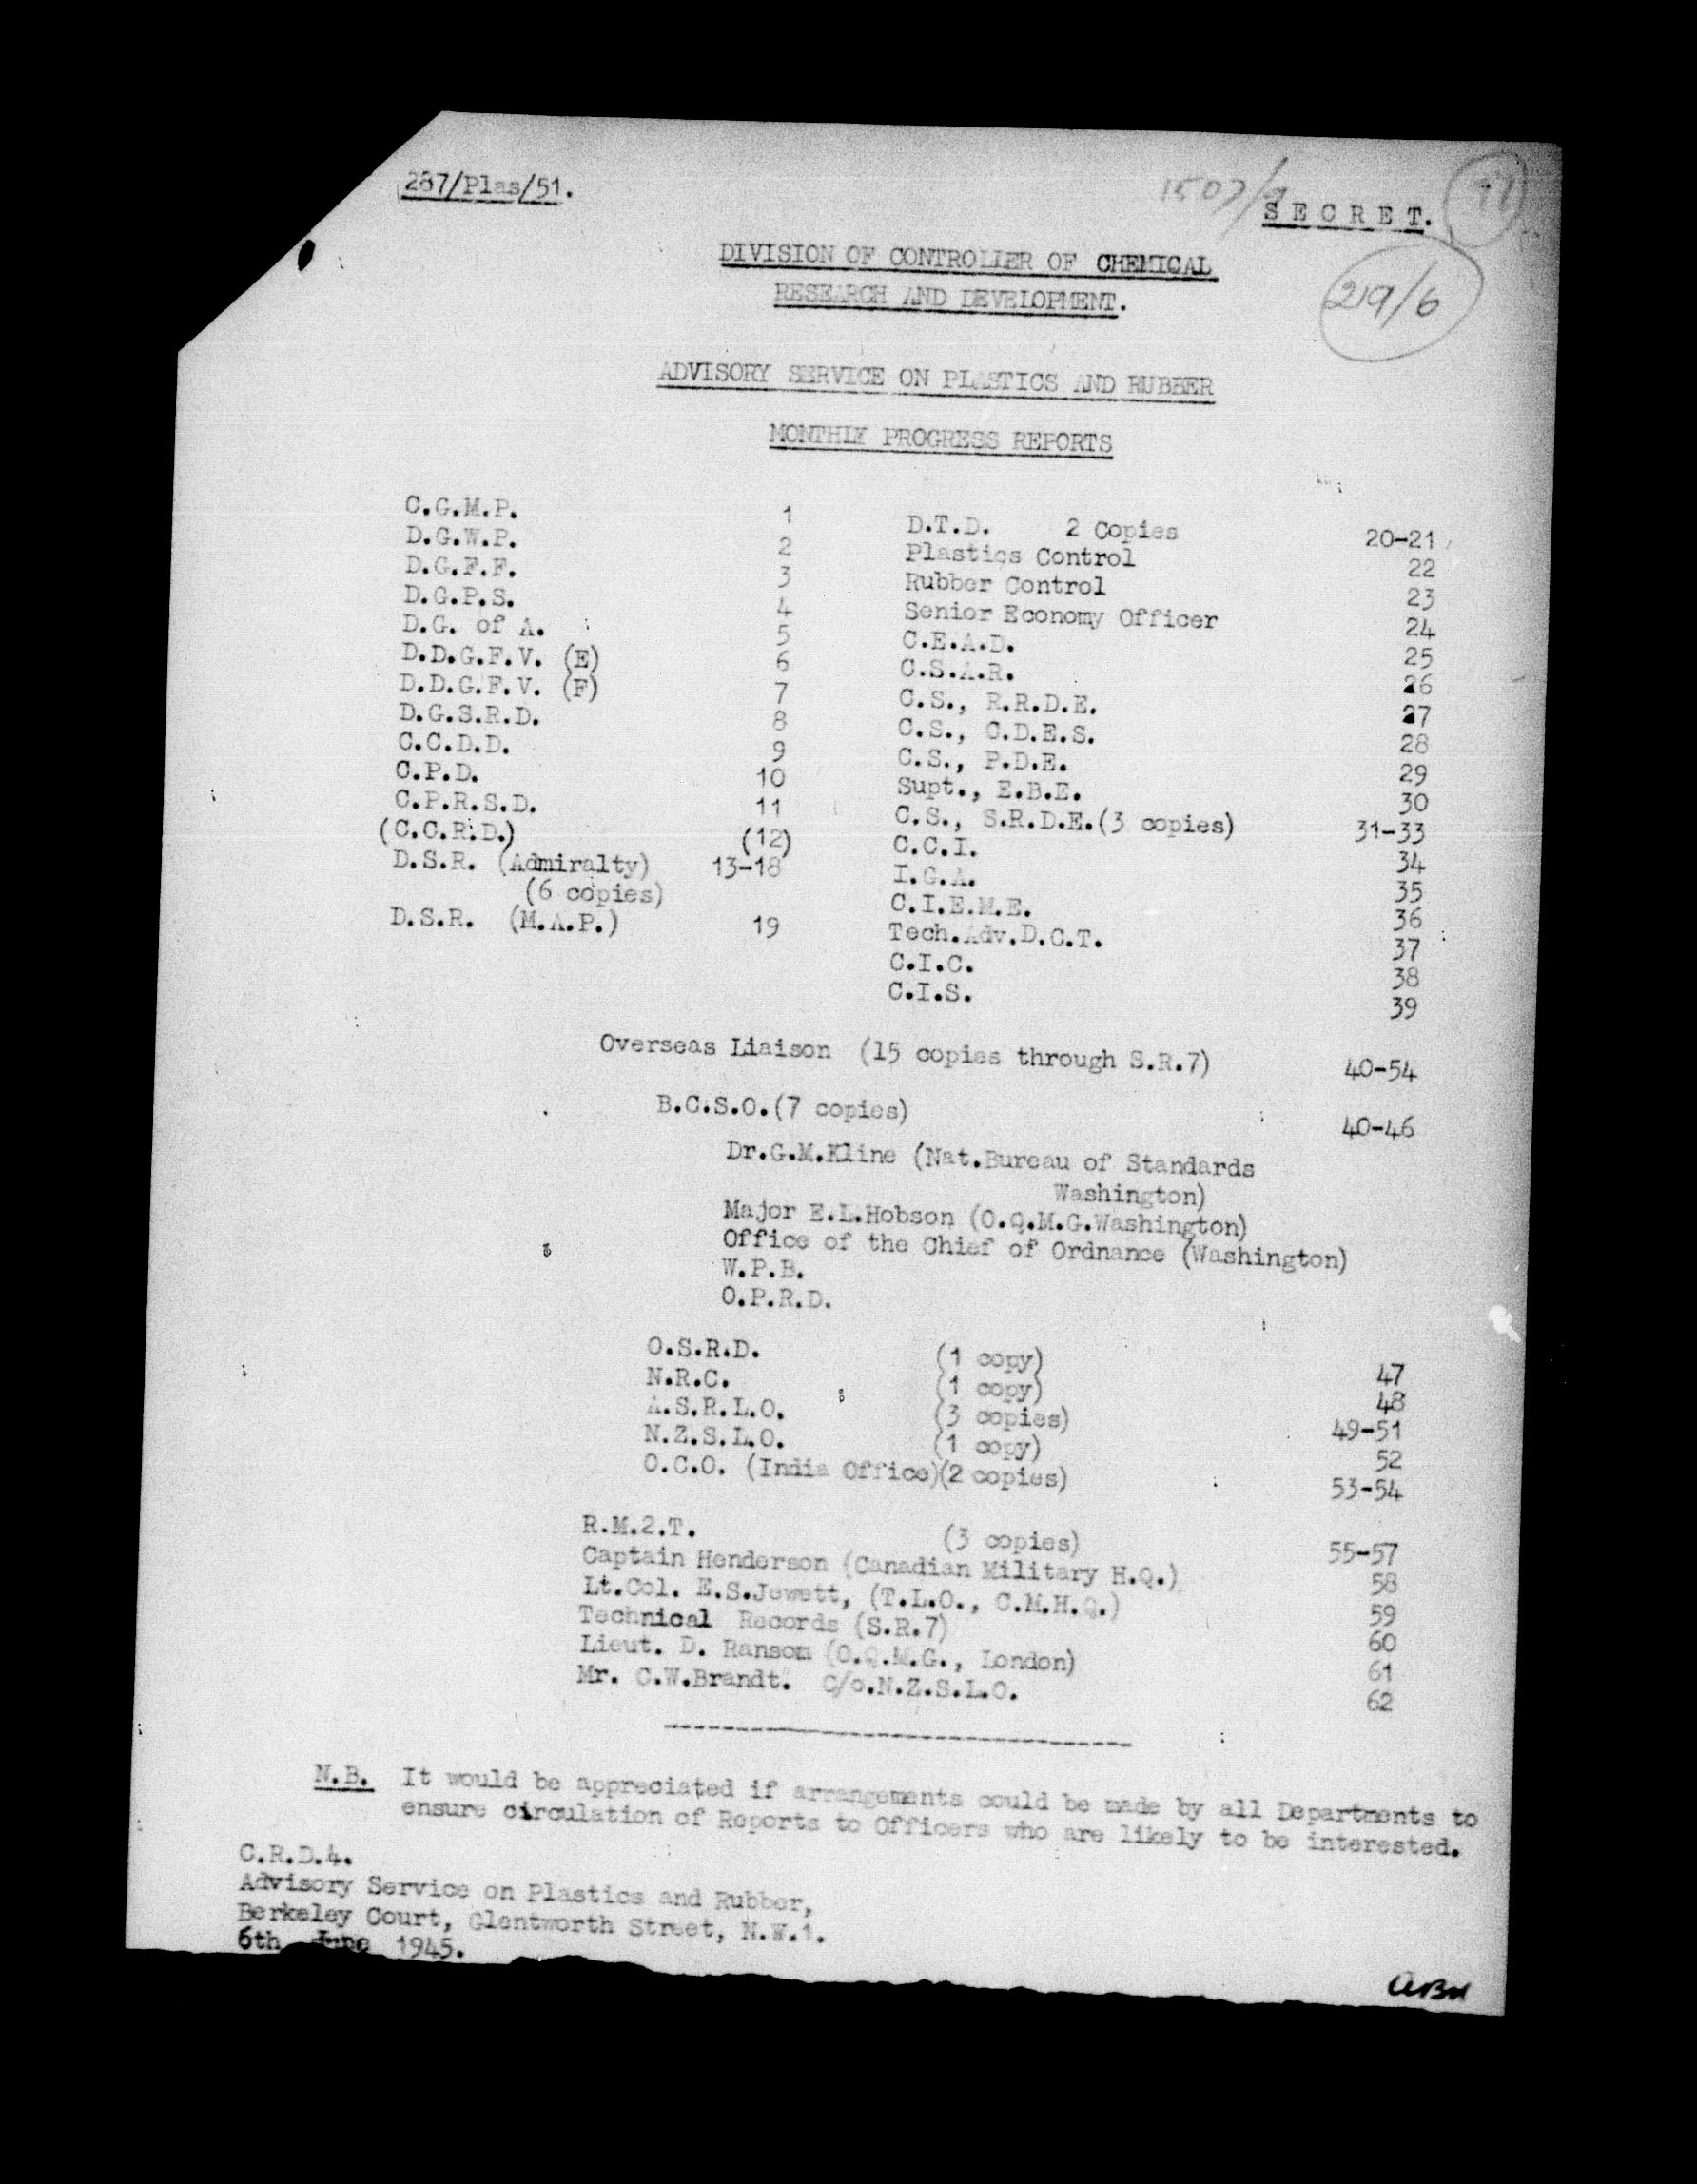 287/Plas/51.
1507/9
SECRET.
219/6
DIVISION OF CONTROLLER OF CHEMICAL
RESEARCH AND DEVELOPMENT.
ADVISORY SERVICE ON PLASTICS AND RUBBER
MONTHLY PROGRESS REPORTS
C.G.M.P. 1
D.G.W.P. 2
D.G.F.F. 3
D.G.P.S. 4
D.G. of A. 5
D.D.G.F.V. (E) 6
D.D.G.F.V. (F) 7
D.G.S.R.D. 8
C.C.D.D. 9
C.P.D. 10
C.P.R.S.D. 11
(C.C.R.D.) (12)
D.S.R. (Admiralty) 13-18
(6 copies)
D.S.R. (M.A.P.) 19
D.T.D. 2 Copies 20-21
Plastics Control 22
Rubber Control 23
Senior Economy Officer 24
C.E.A.D. 25
C.S.A.R. 26
C.S., R.R.D.E. 27
C.S., C.D.E.S. 28
C.S., P.D.E. 29
Supt., E.B.E. 30
C.S., S.R.D.E.(3 copies) 31-33
C.C.I. 34
I.G.A. 35
C.I.E.M.E. 36
Tech.Adv.D.C.T. 37
C.I.C. 38
C.I.S. 39
Overseas Liaison (15 copies through S.R.7) 40-54
B.C.S.O.(7 copies) 40-46
Dr.G.M.Kline (Nat.Bureau of Standards
Washington)
Major E.L.Hobson (O.Q.M.G.Washington)
Office of the Chief of Ordnance (Washington)
W.P.B.
O.P.R.D.
O.S.R.D. (1 copy) 47
N.R.C. (1 copy) 48
A.S.R.L.O. (3 copies) 49-51
N.Z.S.L.O. (1 copy) 52
O.C.O. (India Office)(2 copies) 53-54
R.M.2.T. (3 copies) 55-57
Captain Henderson (Canadian Military H.Q.) 58
Lt.Col. E.S.Jewett, (T.L.O., C.M.H.Q.) 59
Technical Records (S.R.7) 60
Lieut. D. Ransom (O.Q.M.G., London) 61
Mr. C.W.Brandt. C/o.N.Z.S.L.O. 62
N.B. It would be appreciated if arrangements could be made by all Departments to
ensure circulation of Reports to Officers who are likely to be interested.
C.R.D.4.
Advisory Service on Plastics and Rubber,
Berkeley Court, Glentworth Street, N.W.1.
6th June 1945.